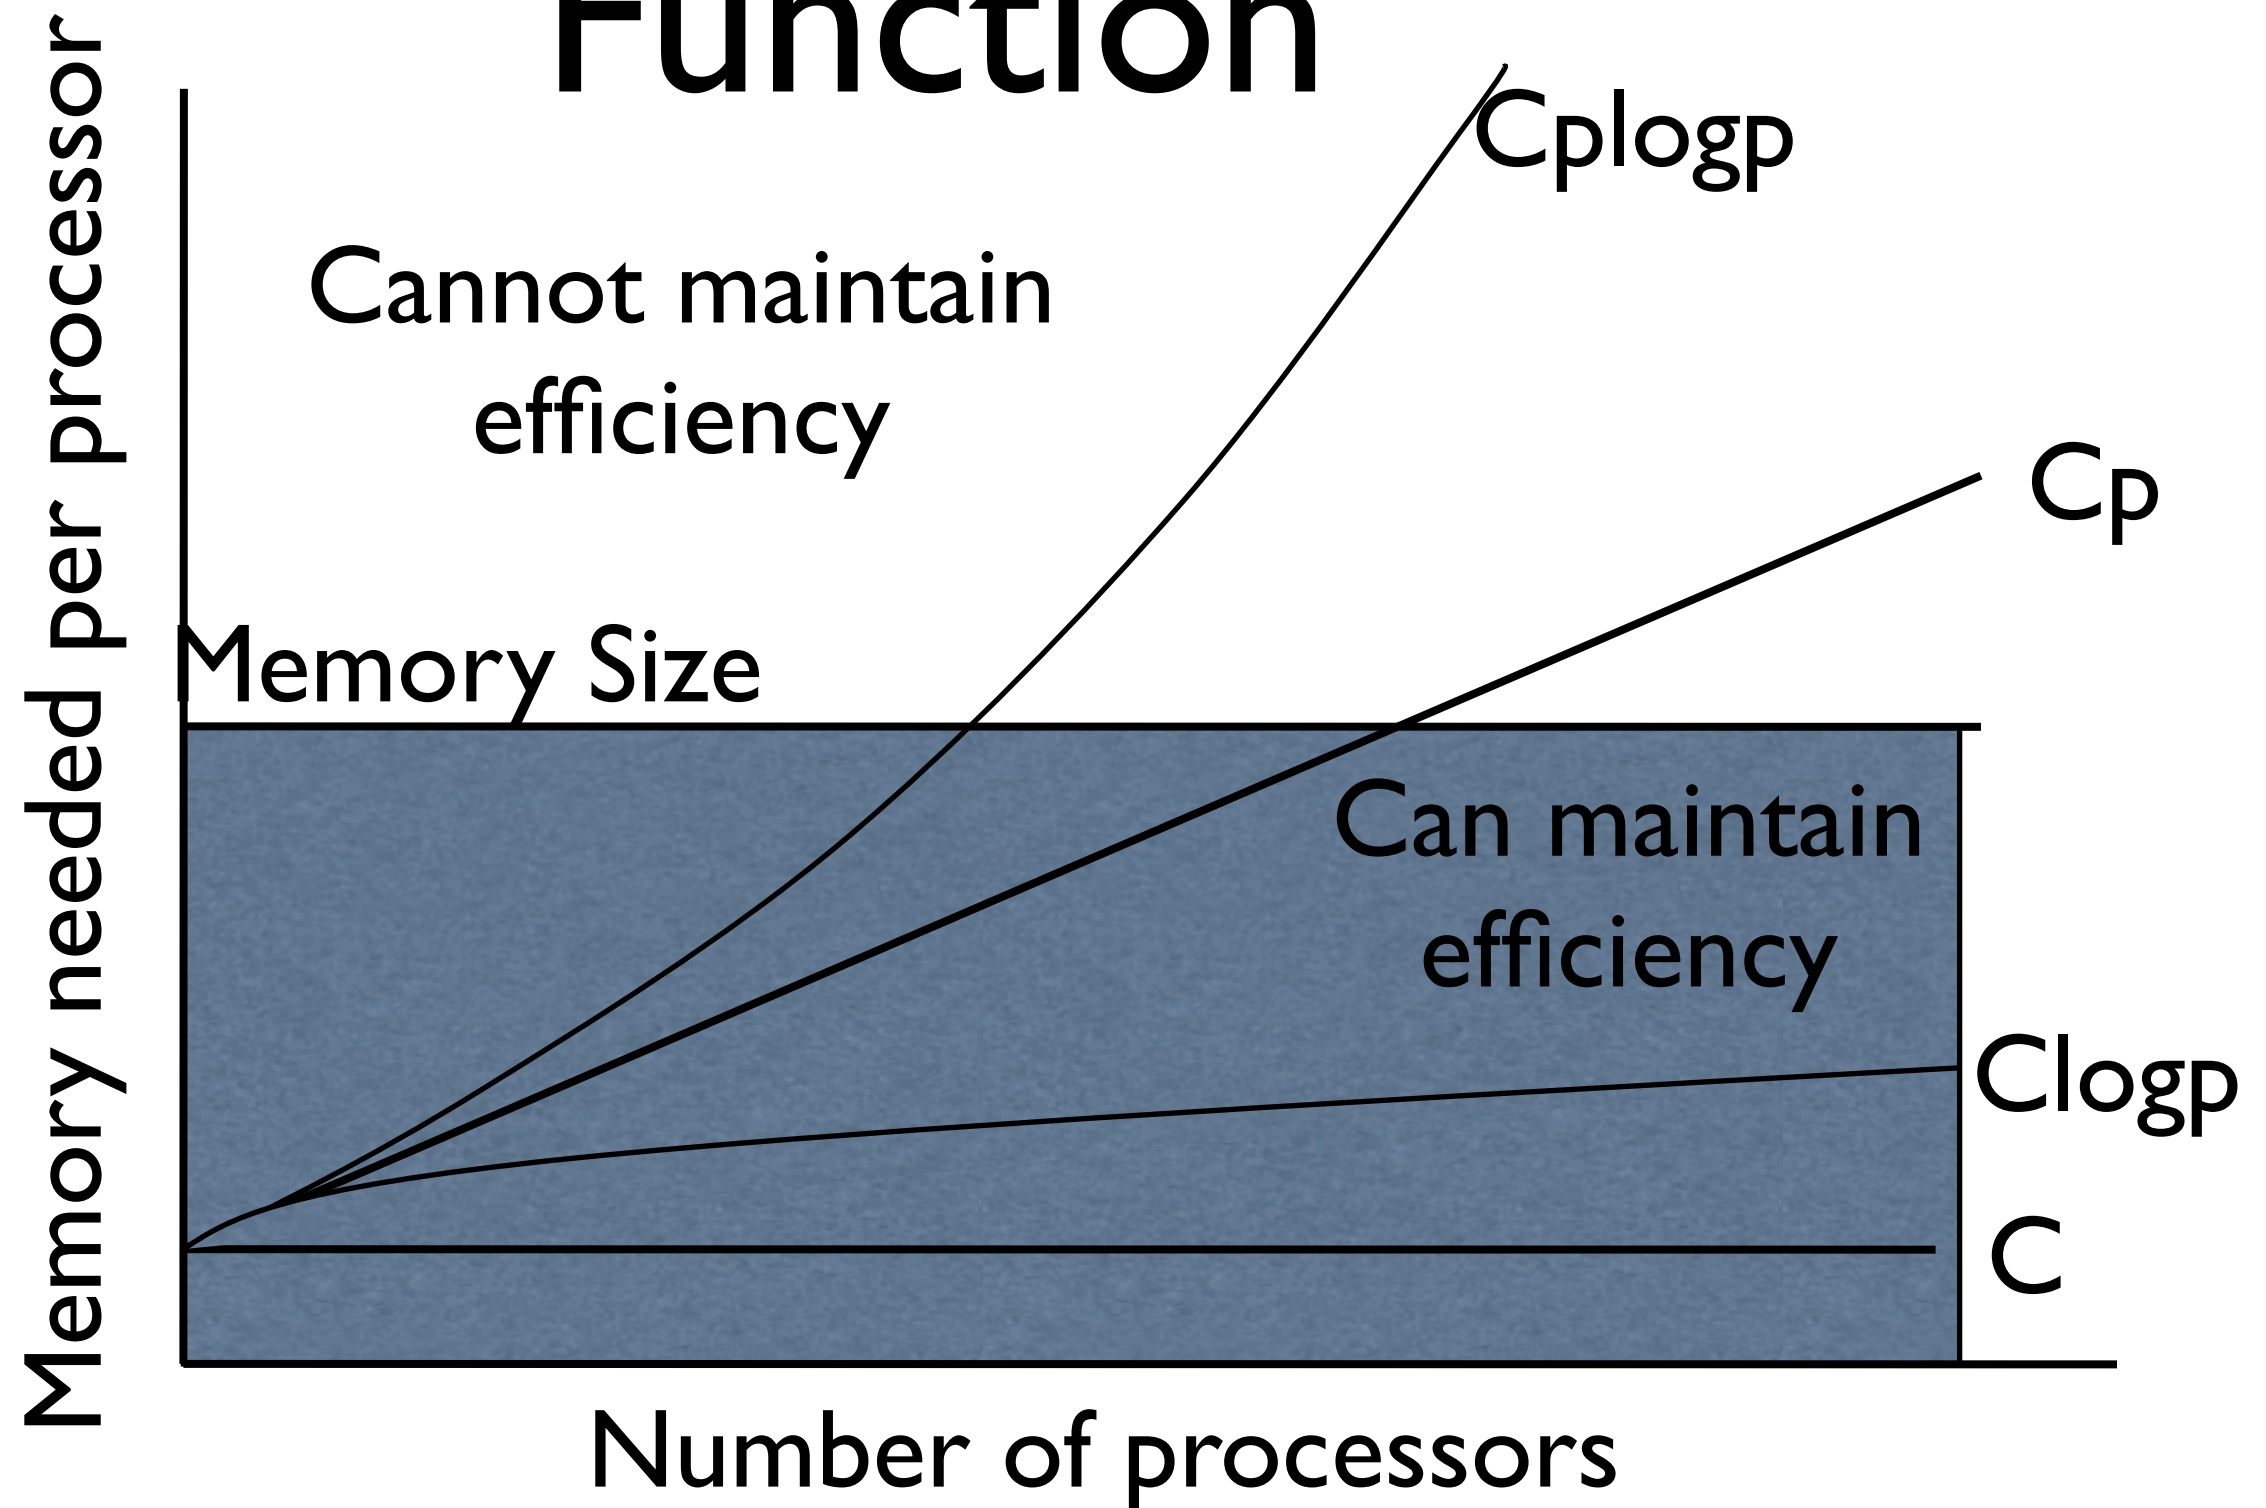 Function
Cplogp
Cannot maintain
efficiency
Cp
Memory Size
Can maintain
efficiency
Clogp
C
Memory needed per processor
Number of processors